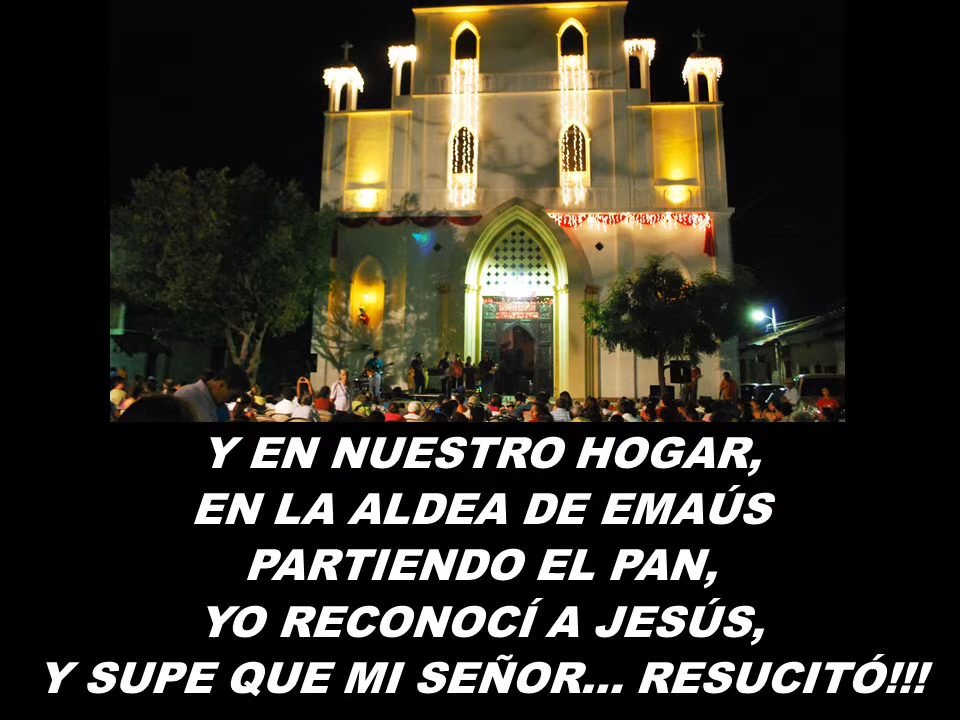 Y EN NUESTRO HOGAR,
EN LA ALDEA DE EMAÚS
PARTIENDO EL PAN,
YO RECONOCÍ A JESÚS,
Y SUPE QUE MI SEÑOR... RESUCITÓ!!!